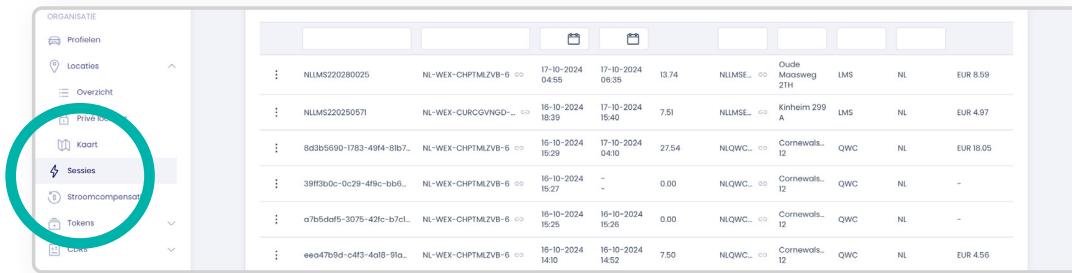 ORGANISATIE
Profielen
Locaties
Overzicht
Privé
Kaart
Sessies
Stroomcompensat
Tokens
CDRs
NLLMS220280025 NL-WEX-CHPTMLZVB-6 17-10-2024 04:55 17-10-2024 06:35 13.74 NLLMSE... Oude Maasweg 2TH LMS NL EUR 8.59
NLLMS220250571 NL-WEX-CURCGVNGD-... 16-10-2024 18:39 17-10-2024 15:40 7.51 NLLMSE... Kinheim 299 A LMS NL EUR 4.97
8d3b5690-1783-49f4-81b7... NL-WEX-CHPTMLZVB-6 16-10-2024 15:29 17-10-2024 04:10 27.54 NLQWC... Cornewals... 12 QWC NL EUR 18.05
39ff3b0c-0c29-4f9c-bb6... NL-WEX-CHPTMLZVB-6 16-10-2024 15:27 - - 0.00 NLQWC... Cornewals... 12 QWC NL -
a7b5daf5-3075-42fc-b7c1... NL-WEX-CHPTMLZVB-6 16-10-2024 15:25 16-10-2024 15:26 0.00 NLQWC... Cornewals... 12 QWC NL -
eea47b9d-c4f3-4a18-91a... NL-WEX-CHPTMLZVB-6 16-10-2024 14:10 16-10-2024 14:52 7.50 NLQWC... Cornewals... 12 QWC NL EUR 4.56